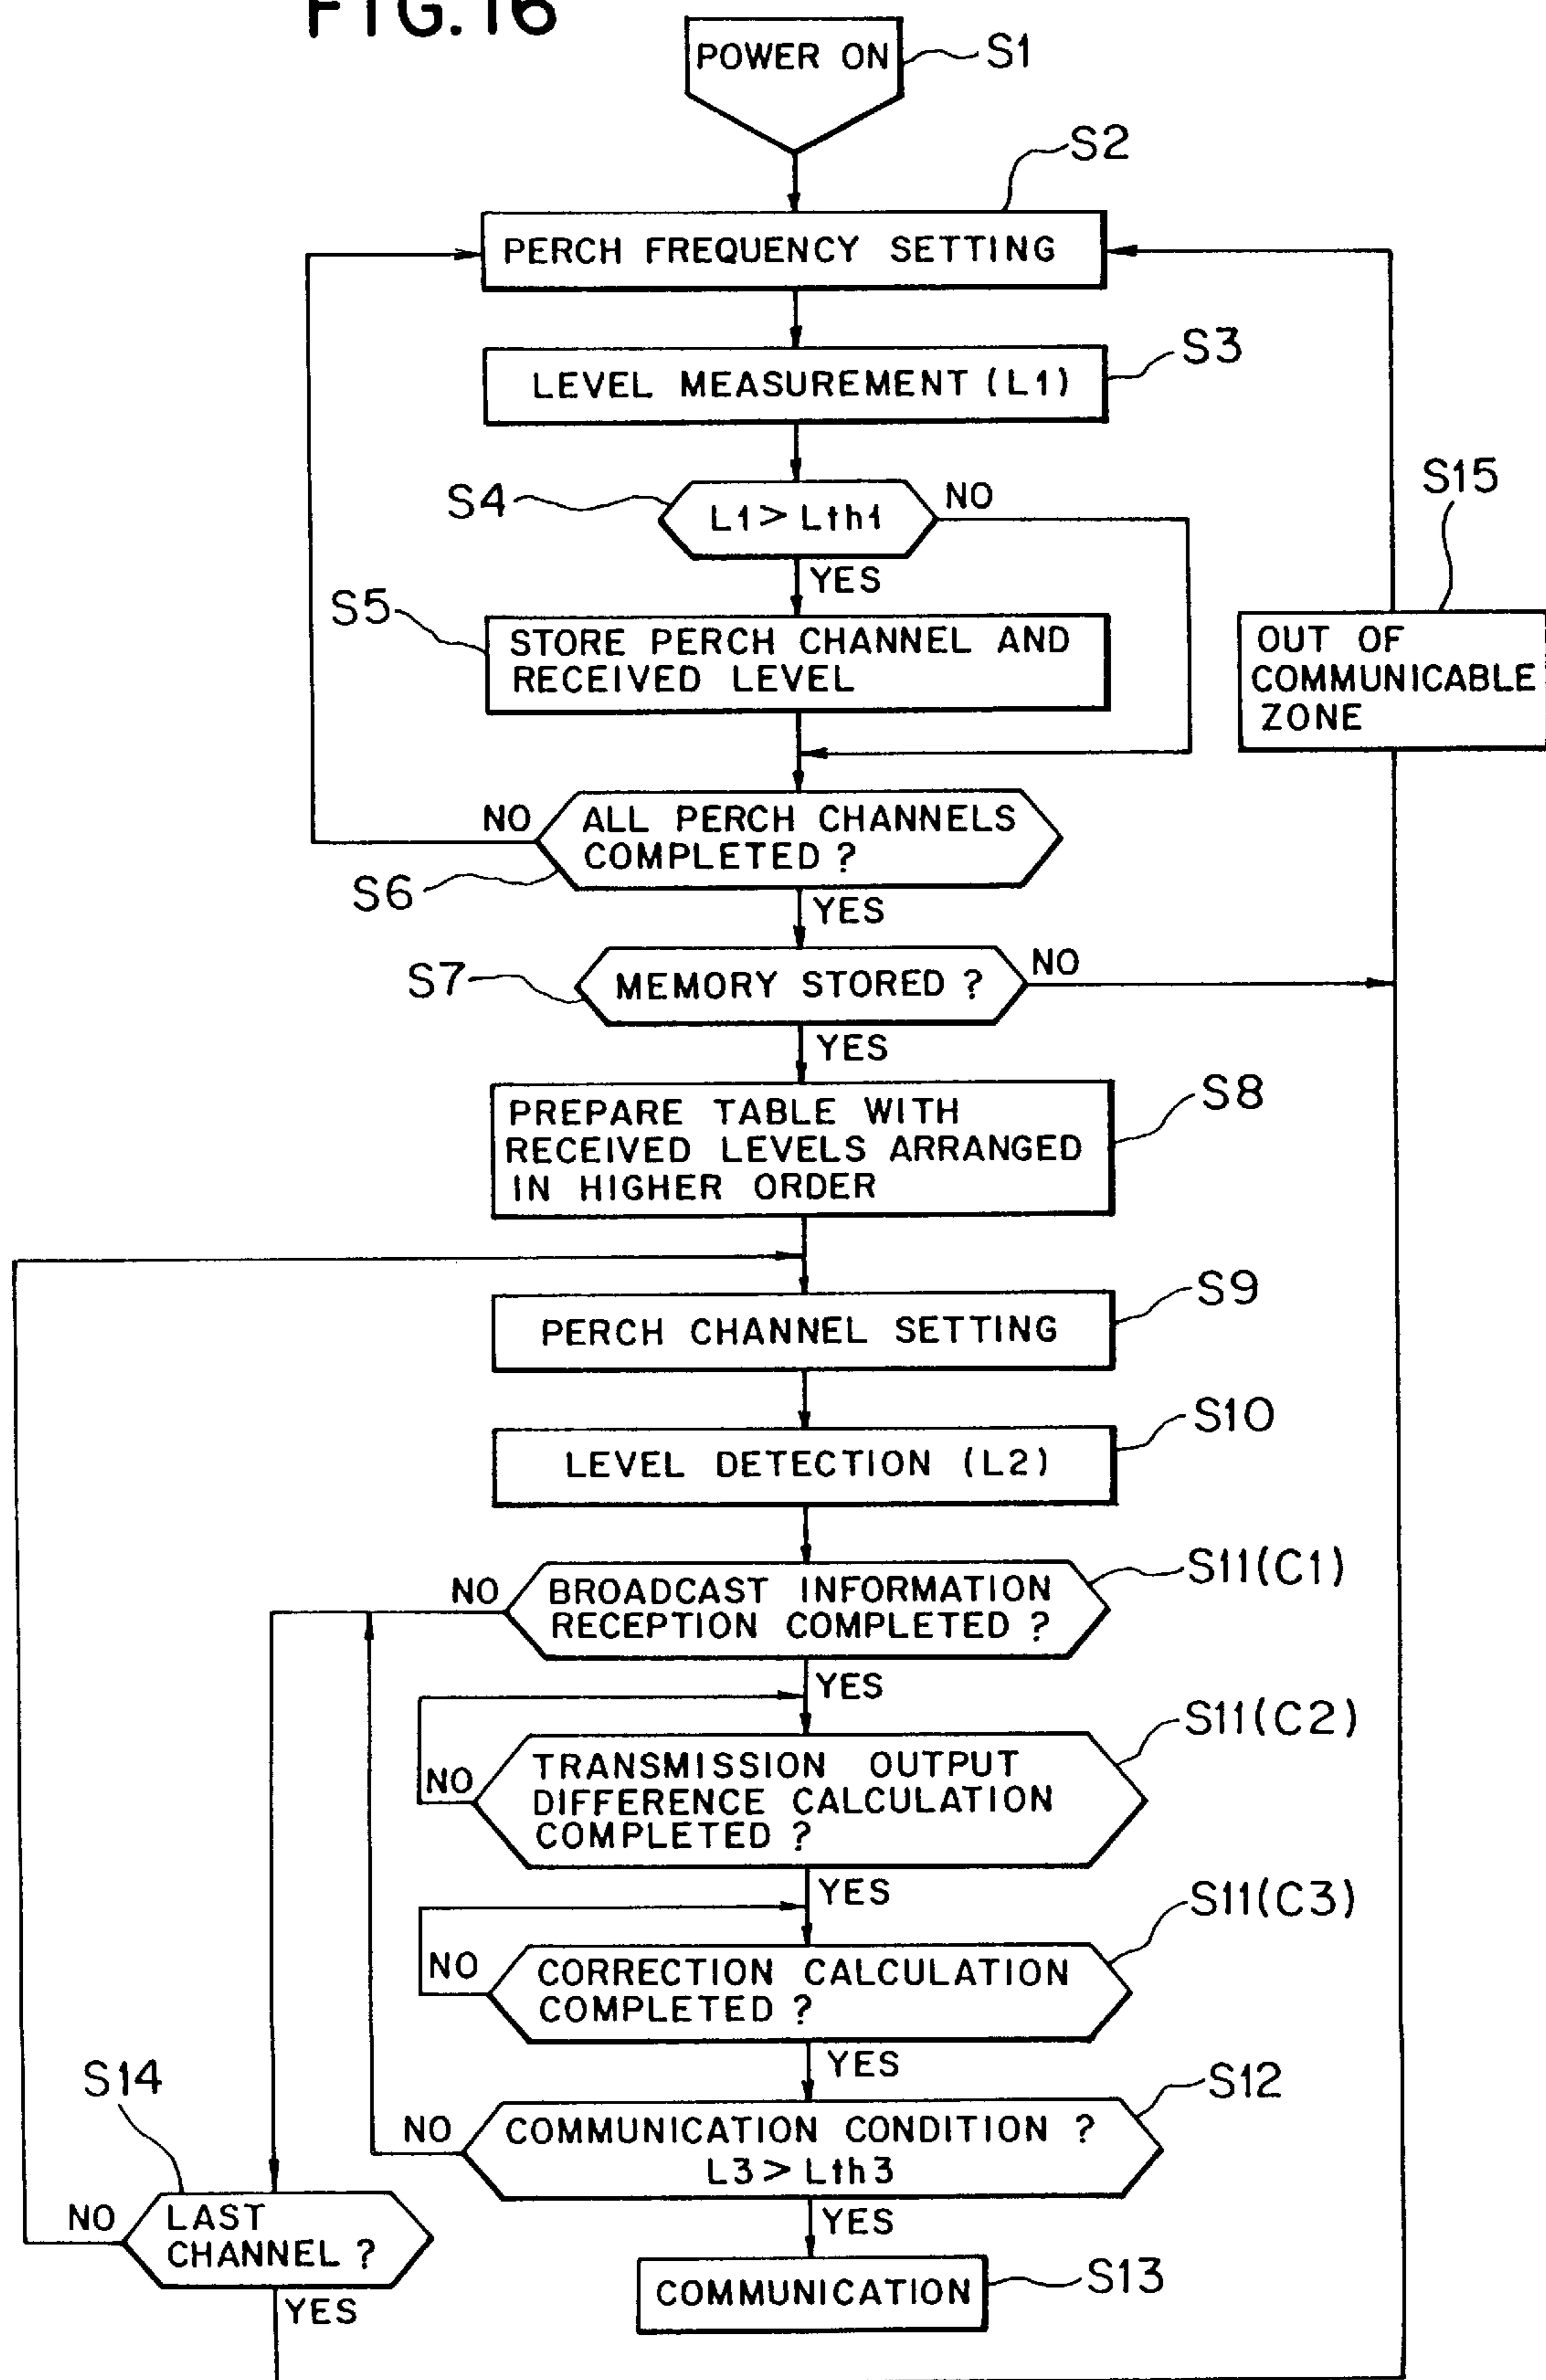 FIG. 16
POWER ON
S1
S2
PERCH FREQUENCY SETTING
S3
LEVEL MEASUREMENT (L1)
S4
L1 > Lth1
NO
S15
YES
S5
STORE PERCH CHANNEL AND
RECEIVED LEVEL
OUT OF
COMMUNICABLE
ZONE
NO
ALL PERCH CHANNELS
COMPLETED ?
S6
YES
S7
MEMORY STORED ?
NO
YES
S8
PREPARE TABLE WITH
RECEIVED LEVELS ARRANGED
IN HIGHER ORDER
S9
PERCH CHANNEL SETTING
S10
LEVEL DETECTION (L2)
S11(C1)
NO
BROADCAST INFORMATION
RECEPTION COMPLETED ?
YES
S11(C2)
NO
TRANSMISSION OUTPUT
DIFFERENCE CALCULATION
COMPLETED ?
YES
S11(C3)
NO
CORRECTION CALCULATION
COMPLETED ?
YES
S14
S12
NO
COMMUNICATION CONDITION ?
L3 > Lth3
NO
LAST
CHANNEL ?
YES
COMMUNICATION
S13
YES